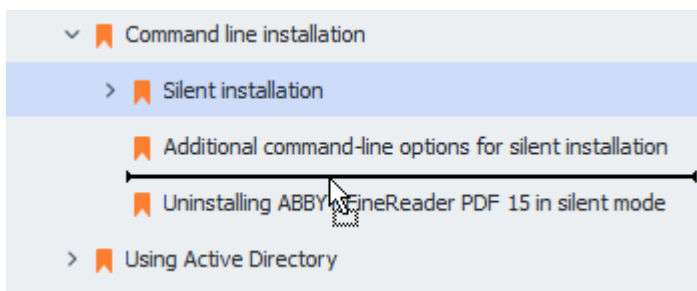 Command line installation
Silent installation
Additional command-line options for silent installation
Uninstalling ABBY FineReader PDF 15 in silent mode
Using Active Directory